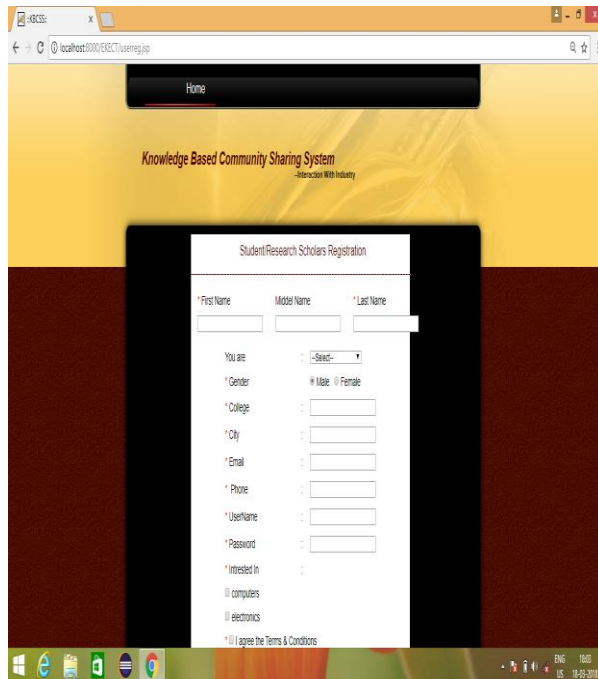 ::KBCSS:
localhost:8000/EKECT/userreg.jsp
Home
Knowledge Based Community Sharing System
--Interaction With Industry
Student/Research Scholars Registration
* First Name Middel Name * Last Name
You are : --Select--
* Gender Male Female
* College :
* City :
* Email :
* Phone :
* UserName :
* Password :
* Intrested In :
computers
electronics
* I agree the Terms & Conditions
ENG 18:03
US 18-03-2018